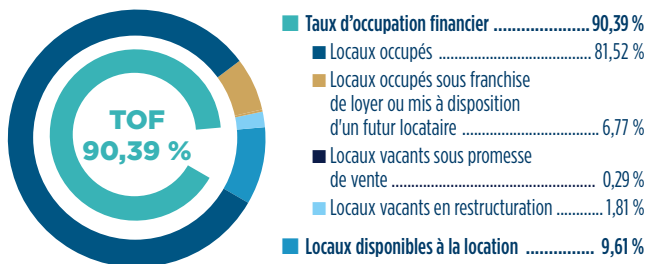 TOF
90,39 %
Taux d’occupation financier ..................... 90,39 %
Locaux occupés ...................................... 81,52 %
Locaux occupés sous franchise
de loyer ou mis à disposition
d'un futur locataire .................................. 6,77 %
Locaux vacants sous promesse
de vente ................................................... 0,29 %
Locaux vacants en restructuration ............ 1,81 %
Locaux disponibles à la location ............... 9,61 %